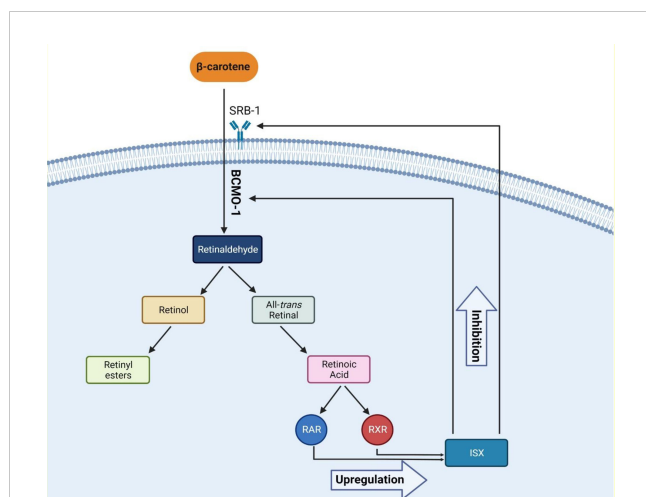 β-carotene
SRB-1
BCMO-1
Retinaldehyde
Retinol
All-trans
Retinal
Retinyl
esters
Retinoic
Acid
RAR
RXR
ISX
Inhibition
Upregulation